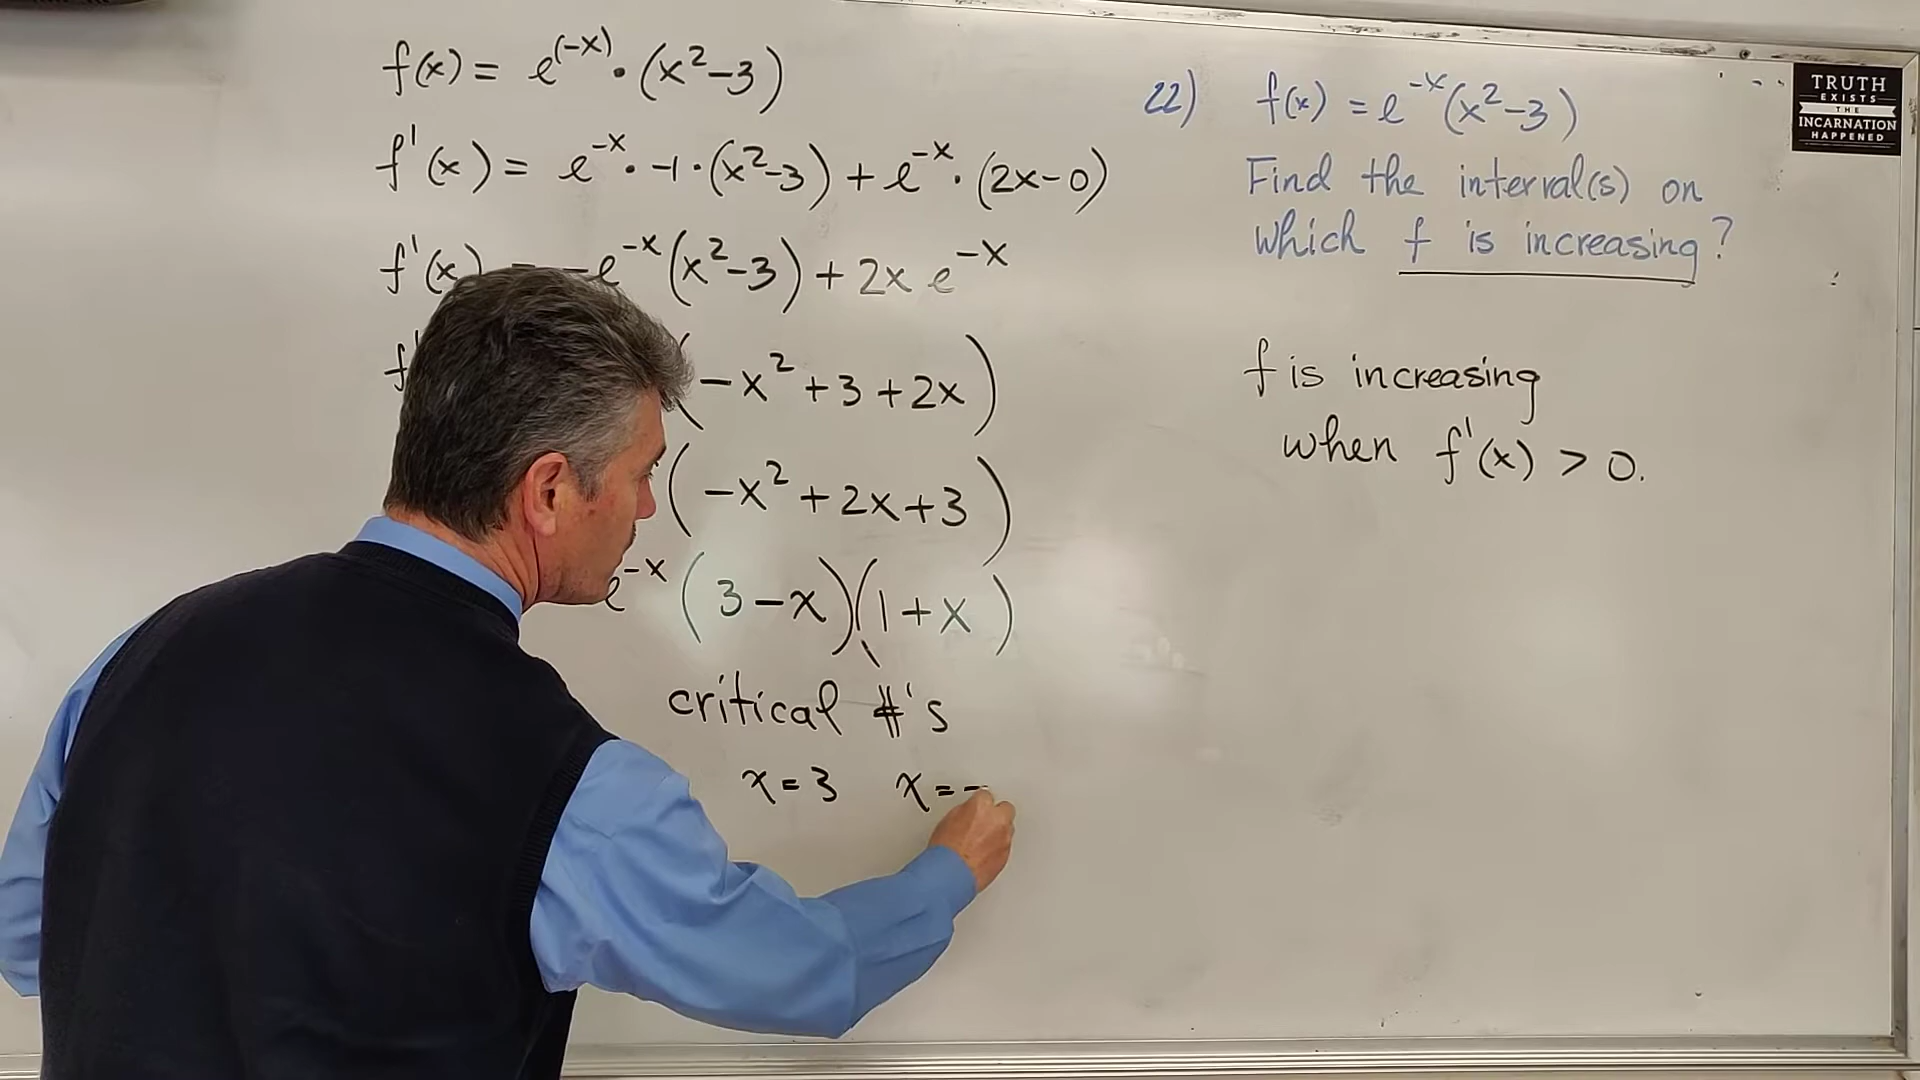 f(x) = e^(-x) · (x²-3)
f'(x) = e^-x · -1 · (x²-3) + e^-x · (2x-0)
f'(x) = -e^-x (x²-3) + 2x e^-x
f' (-x² + 3 + 2x)
(-x² + 2x + 3)
e^-x (3-x)(1+x)
critical #'s
x = 3 x = -
22) f(x) = e^-x (x²-3)
Find the interval(s) on
which f is increasing?
f is increasing
when f'(x) > 0.
TRUTH
EXISTS
THE
INCARNATION
HAPPENED